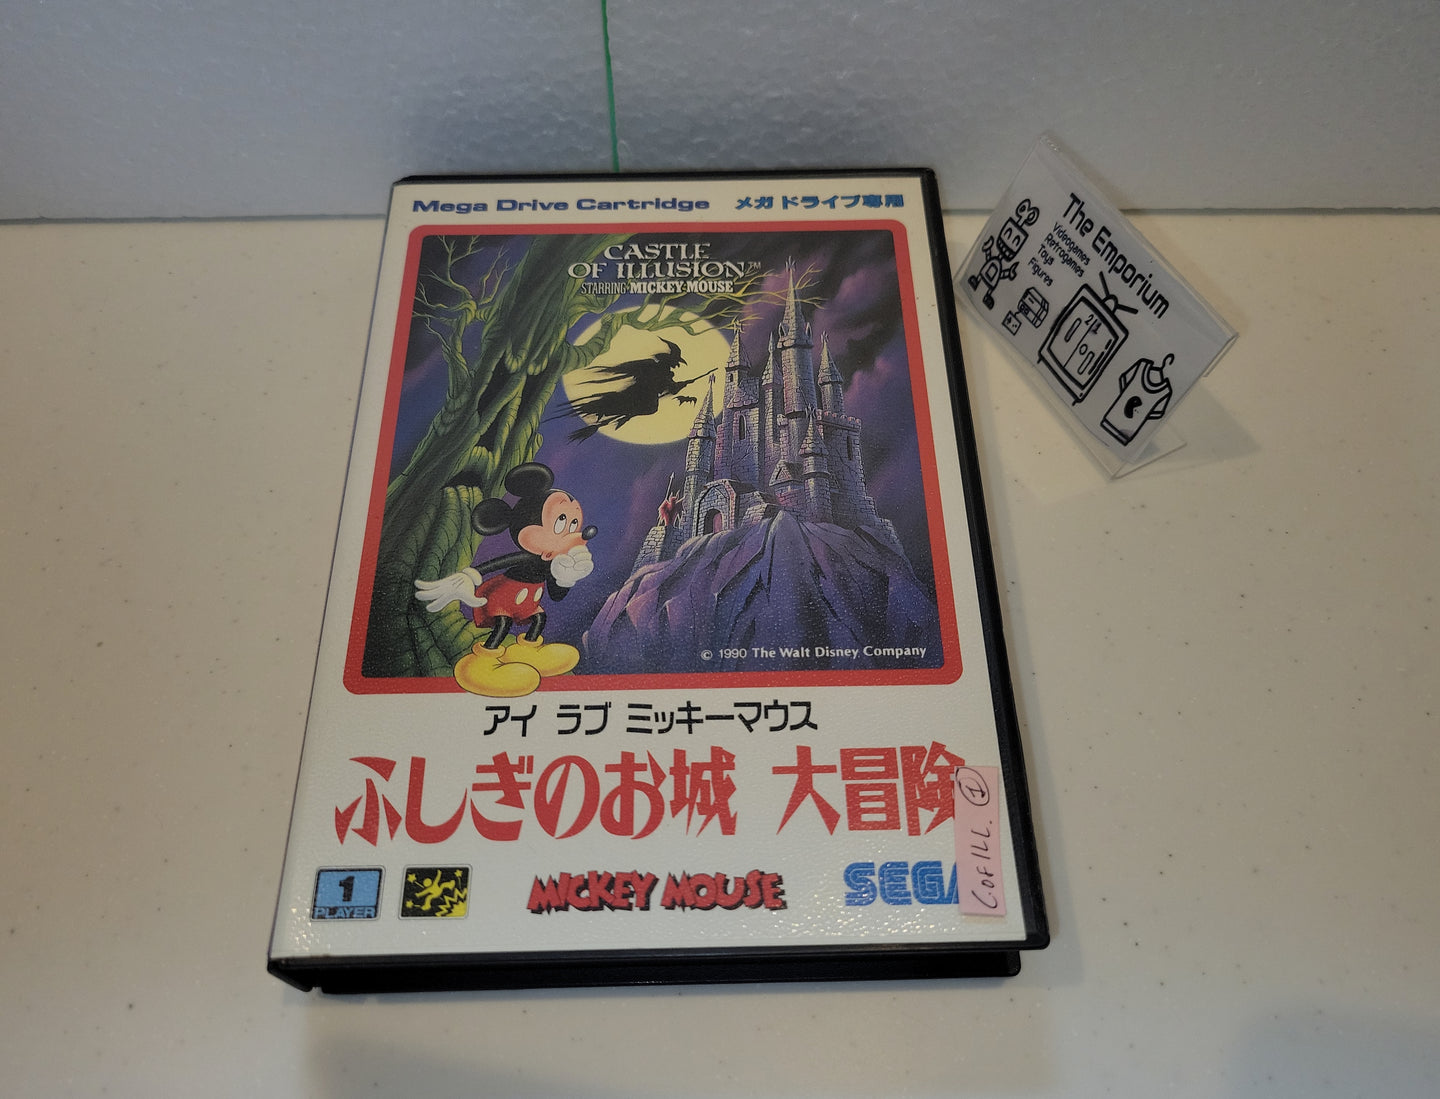 Mega Drive Cartridge メガドライブ専用
CASTLE
OF ILLUSION™
STARRING MICKEY MOUSE
© 1990 The Walt Disney Company
アイ ラブ ミッキーマウス
ふしぎのお城 大冒険
1
PLAYER
MICKEY MOUSE
SEGA
C.OF ILL. ①
The Emporium
Videogames
Retrogames
Toys
Figures